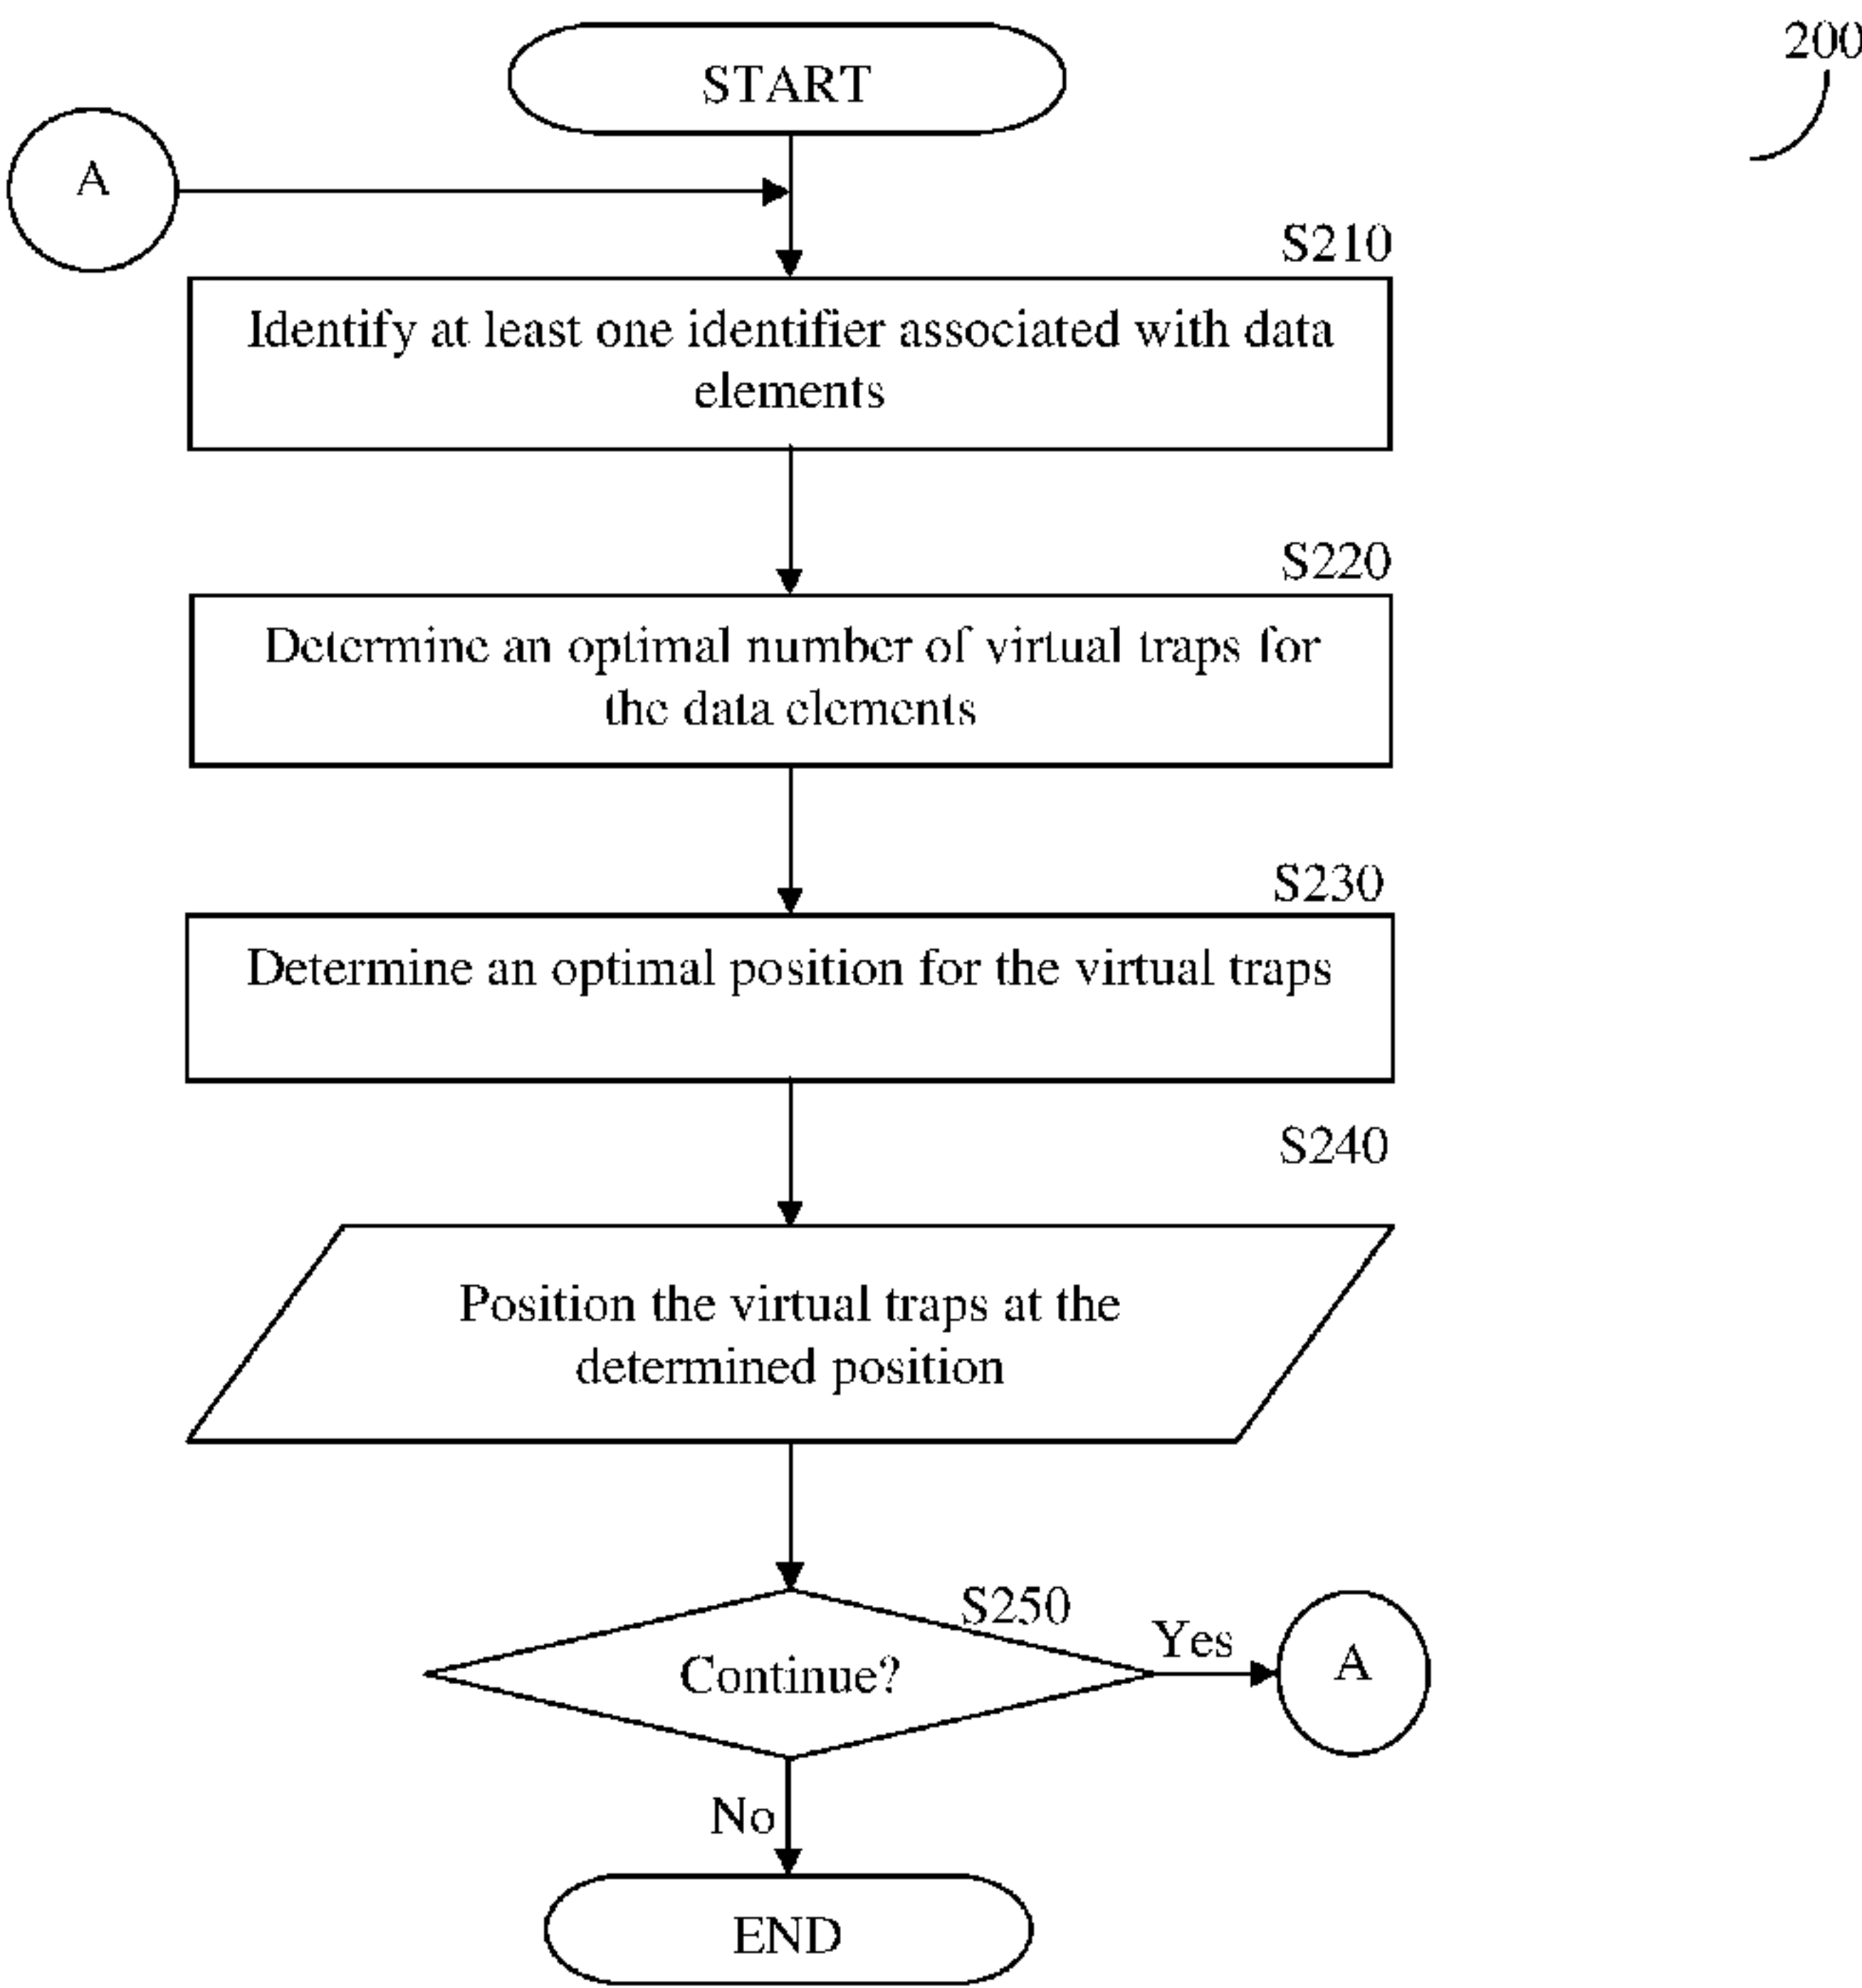 START
200
A
S210
Identify at least one identifier associated with data
elements
S220
Determine an optimal number of virtual traps for
the data elements
S230
Determine an optimal position for the virtual traps
S240
Position the virtual traps at the
determined position
S250
Continue?
Yes
A
No
END